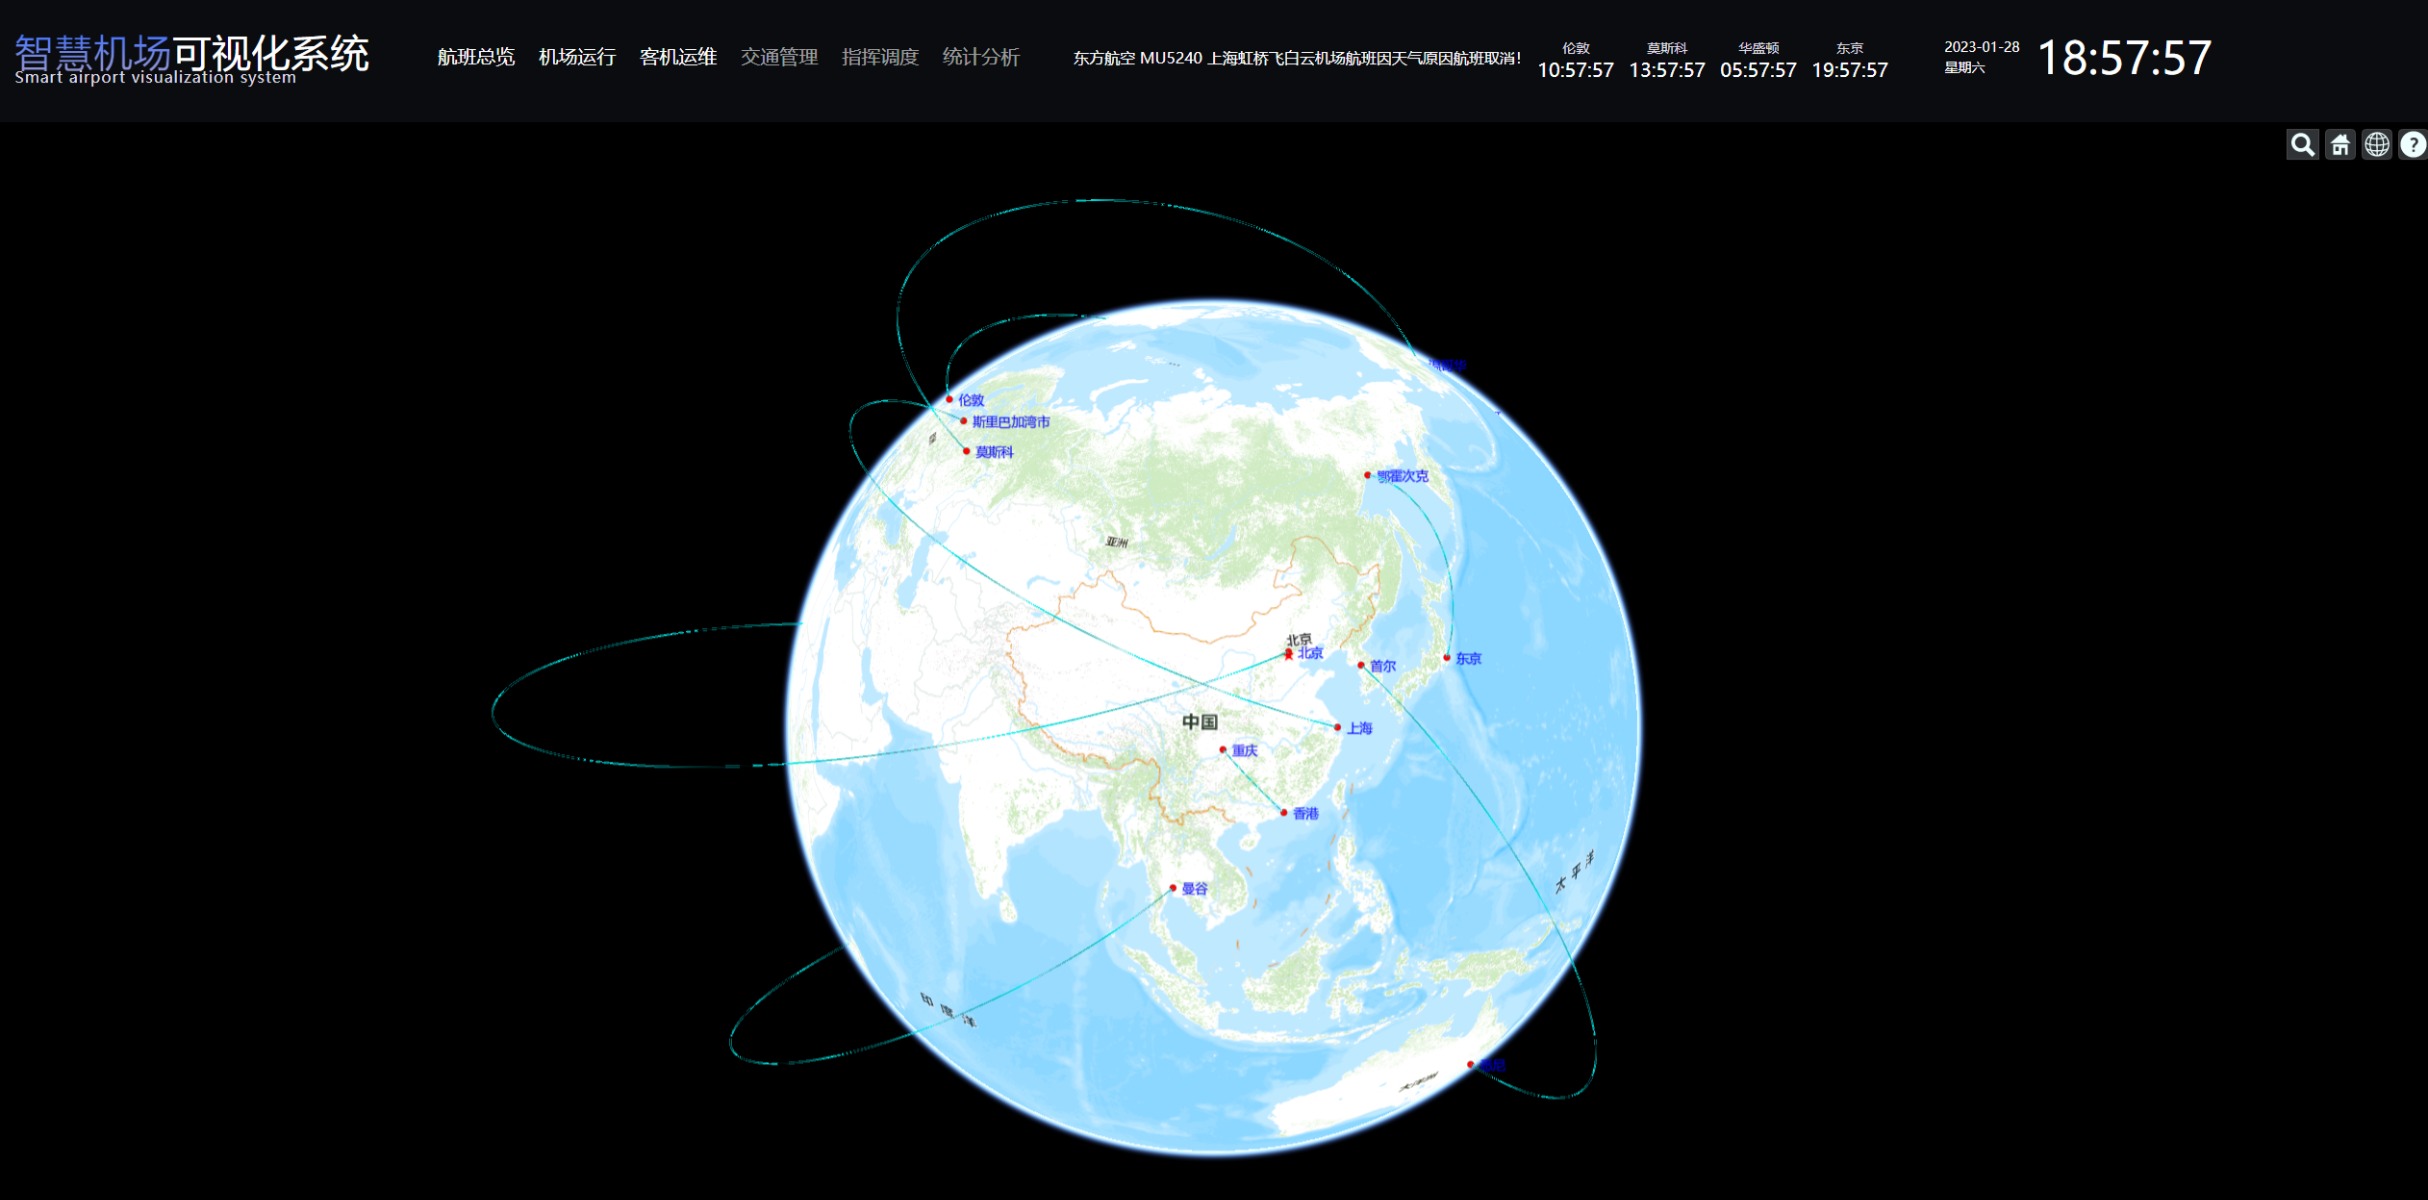 智慧机场可视化系统
Smart airport visualization system
航班总览 机场运行 客机运维 交通管理 指挥调度 统计分析
东方航空 MU5240 上海虹桥飞白云机场航班因天气原因航班取消!
伦敦 莫斯科 华盛顿 东京
10:57:57 13:57:57 05:57:57 19:57:57
2023-01-28
星期六
18:57:57
?
伦敦
斯里巴加湾市
莫斯科
鄂霍次克
亚洲
北京
北京
首尔
东京
中国
上海
重庆
香港
曼谷
太平洋
印度洋
大洋洲